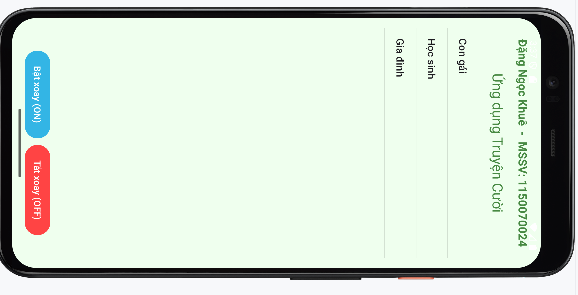 Đặng Ngọc Khuê - MSSV: 1150070024
Ứng dụng Truyện Cười
Con gái
Học sinh
Gia đình
Bật xoay (ON)
Tắt xoay (OFF)